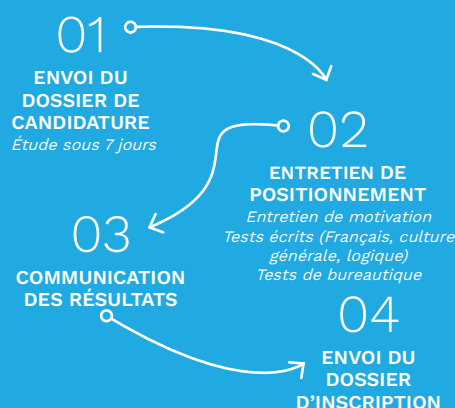 01
ENVOI DU
DOSSIER DE
CANDIDATURE
Étude sous 7 jours
02
ENTRETIEN DE
POSITIONNEMENT
Entretien de motivation
Tests écrits (Français, culture
générale, logique)
Tests de bureautique
03
COMMUNICATION
DES RÉSULTATS
04
ENVOI DU
DOSSIER
D'INSCRIPTION